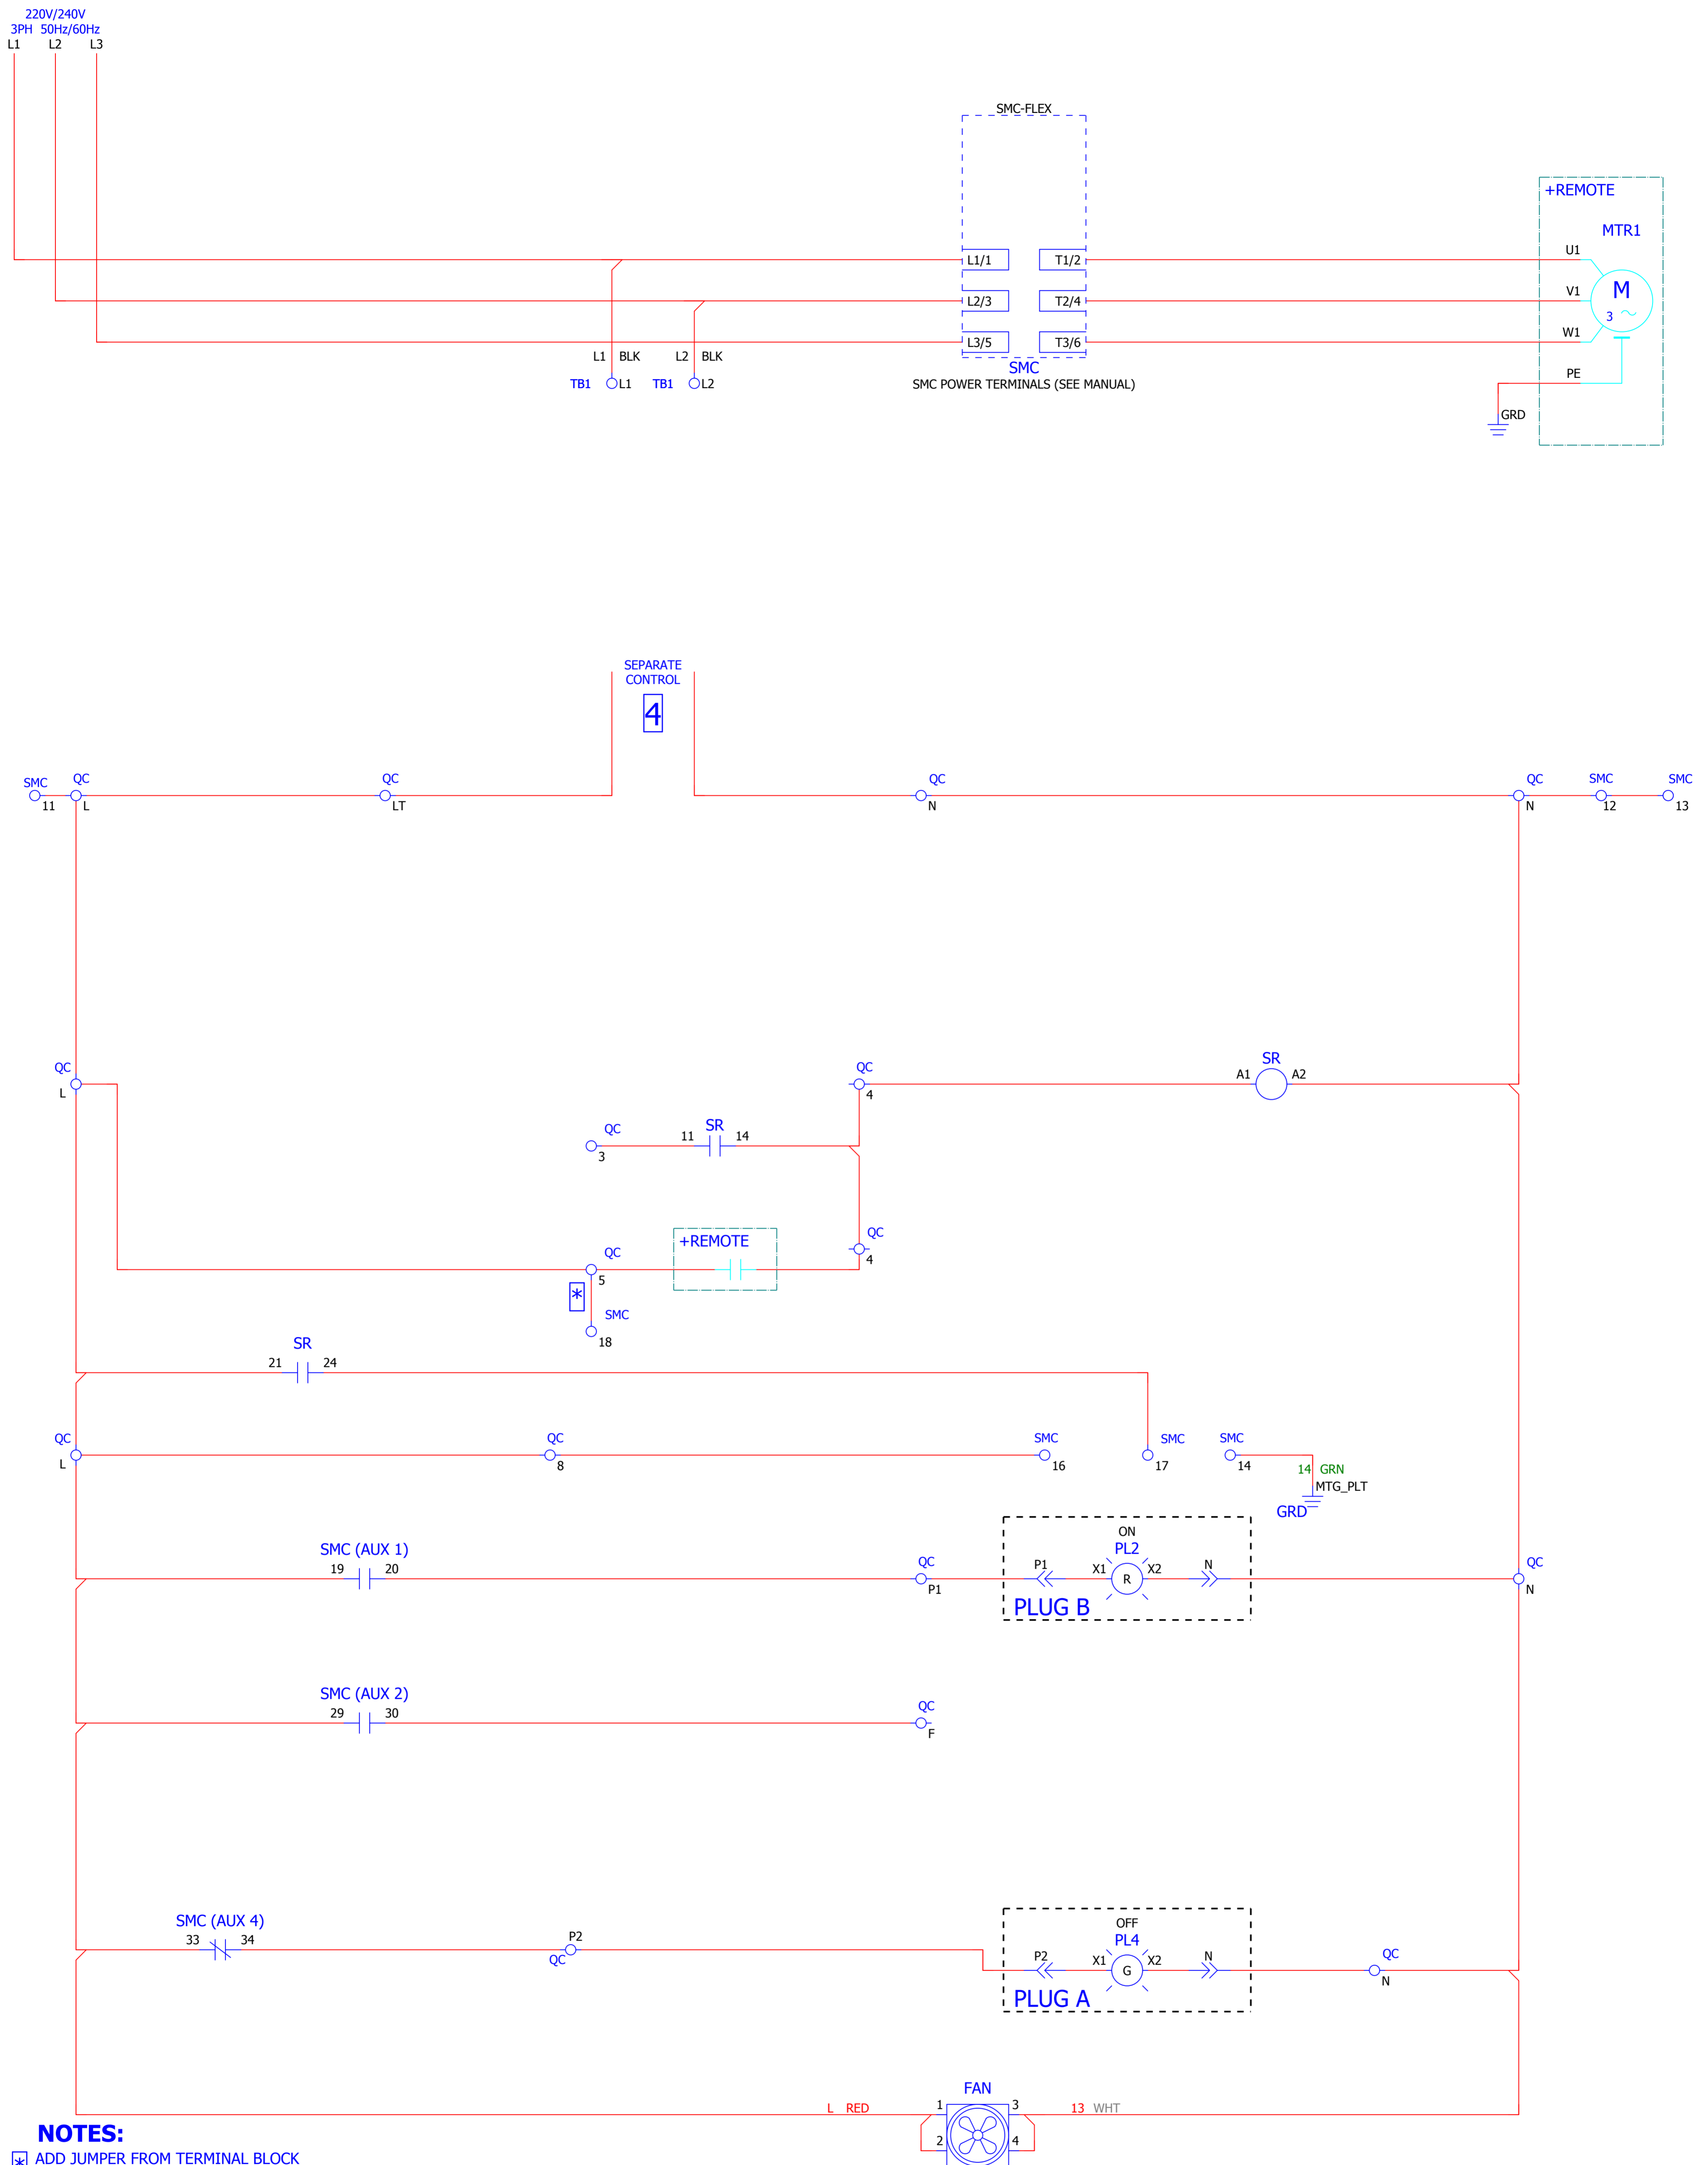 220V/240V
3PH 50Hz/60Hz
L1 L2 L3
SMC-FLEX
+REMOTE
MTR1
U1
L1/1 T1/2
M
3
V1
L2/3 T2/4
W1
L3/5 T3/6
L1 BLK L2 BLK
SMC
PE
TB1 L1 TB1 L2
SMC POWER TERMINALS (SEE MANUAL)
GRD
SEPARATE
CONTROL
4
SMC QC QC QC QC SMC SMC
11 L LT N N 12 13
QC QC SR
A1 A2
L 4
QC SR
11 14
3
QC
+REMOTE
4
QC
5
*
SMC
18
SR
21 24
QC QC SMC SMC SMC
L 8 16 17 14
14 GRN
MTG_PLT
GRD
ON
SMC (AUX 1) PL2
19 20 QC P1 X1 R X2 N QC
P1 N
PLUG B
SMC (AUX 2)
29 30 QC
F
SMC (AUX 4) OFF
33 34 P2 PL4
QC P2 X1 G X2 N QC
N
PLUG A
FAN
L RED 1 3 13 WHT
2 4
NOTES:
* ADD JUMPER FROM TERMINAL BLOCK